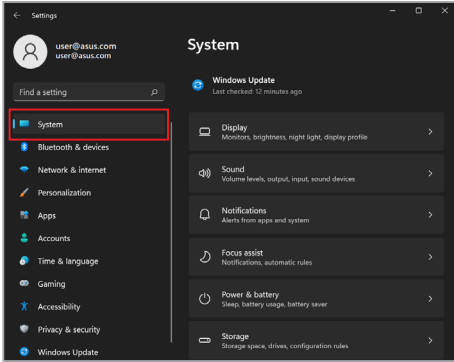 Settings
user@asus.com
user@asus.com
Find a setting
System
Bluetooth & devices
Network & internet
Personalization
Apps
Accounts
Time & language
Gaming
Accessibility
Privacy & security
Windows Update
System
Windows Update
Last checked: 12 minutes ago
Display
Monitors, brightness, night light, display profile
Sound
Volume levels, output, input, sound devices
Notifications
Alerts from apps and system
Focus assist
Notifications, automatic rules
Power & battery
Sleep, battery usage, battery saver
Storage
Storage space, drives, configuration rules